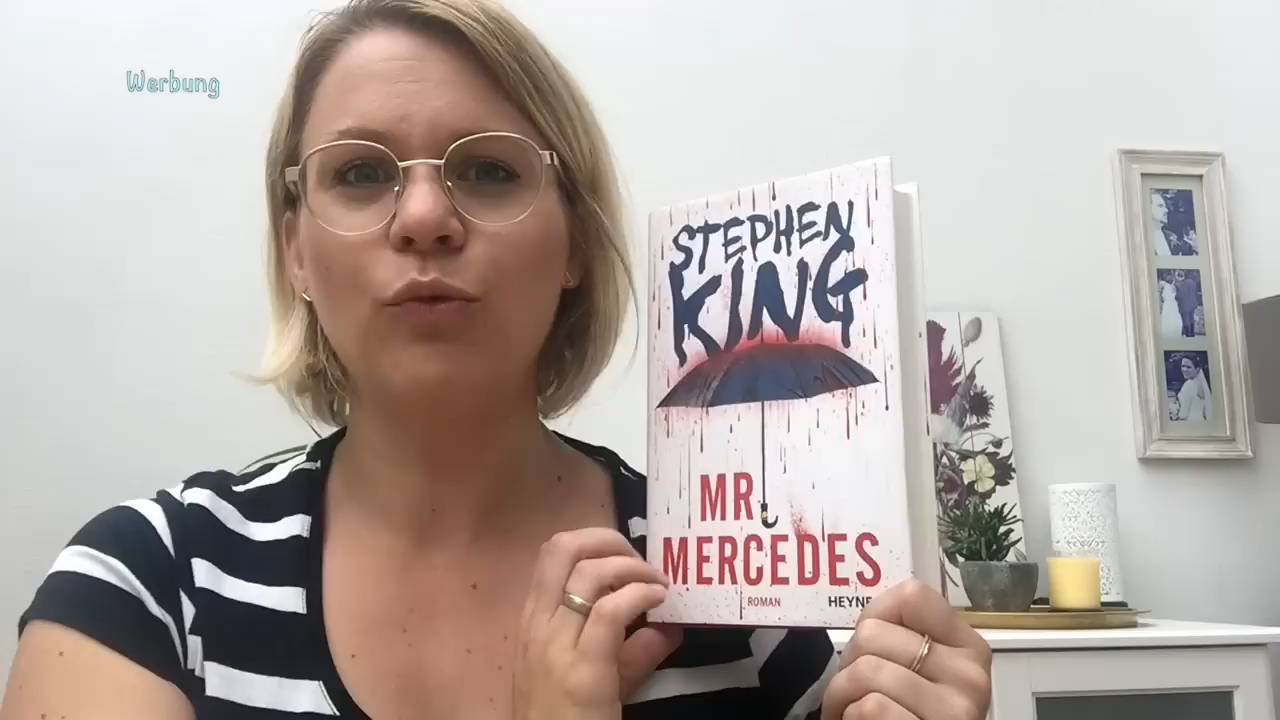 Werbung
STEPHEN
KING
MR.
MERCEDES
ROMAN
HEYNE